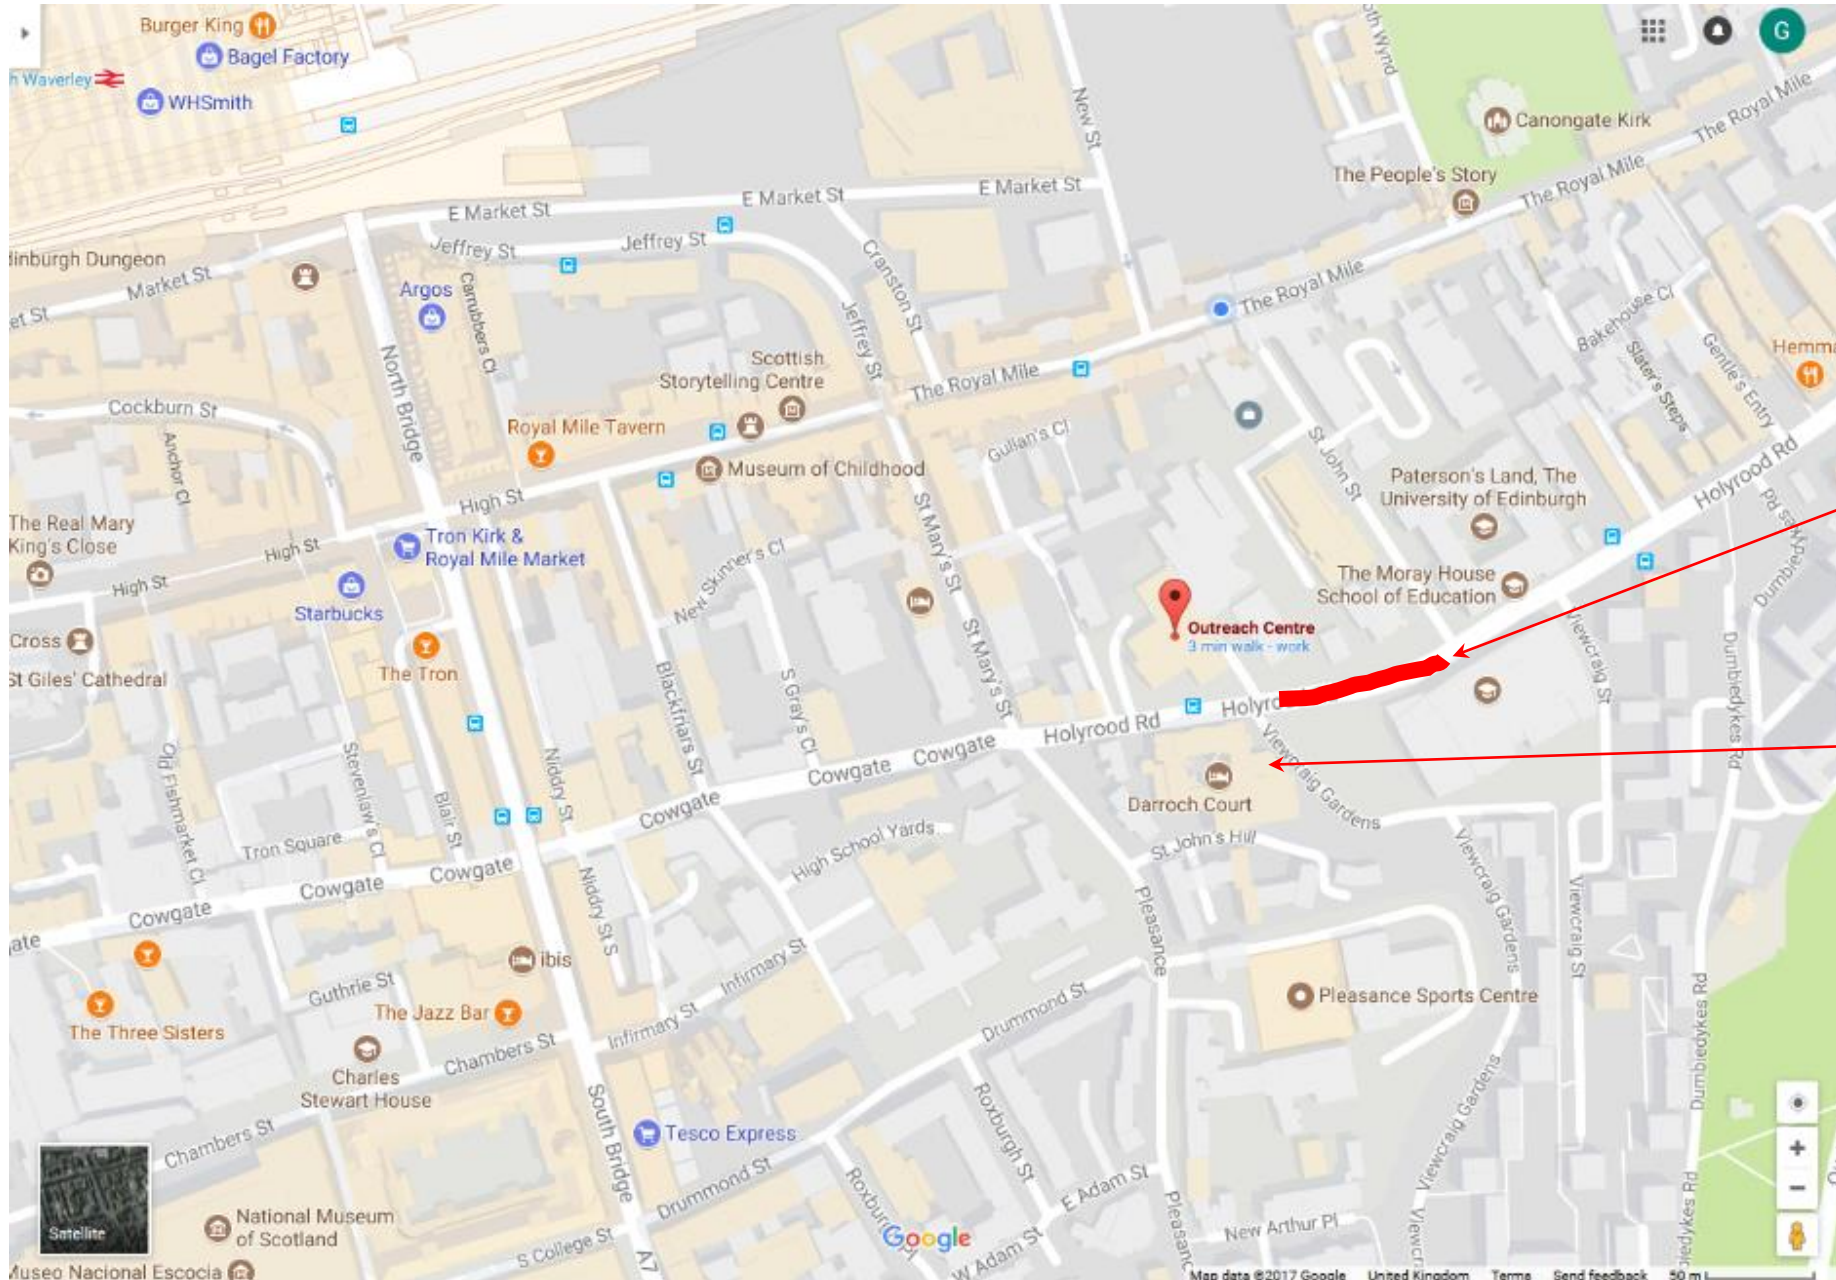 Burger King
Bagel Factory
h Waverley
WHSmith
G
New St
Canongate Kirk
The Royal Mile
The People's Story
The Royal Mile
E Market St
E Market St
E Market St
Jeffrey St
Jeffrey St
inburgh Dungeon
Market St
et St
Argos
Carrubbers Cl
Cranston St
Jeffrey St
The Royal Mile
Bakehouse Cl
Slater's Steps
Gentle's Entry
Hemma
North Bridge
Scottish
Storytelling Centre
The Royal Mile
Cockburn St
Anchor Cl
Royal Mile Tavern
Museum of Childhood
Gullan's Cl
St John St
Paterson's Land, The
University of Edinburgh
Holyrood Rd
High St
St Mary's St
The Real Mary
King's Close
High St
High St
Tron Kirk &
Royal Mile Market
New Skinner's Cl
The Moray House
School of Education
Starbucks
Outreach Centre
3 min walk - work
Cross
St Giles' Cathedral
The Tron
Blackfriars St
S Gray's Cl
St Mary's St
Viewcraig St
Dumbiedykes Rd
Holyrood Rd
Cowgate
Cowgate
Cowgate
Viewcraig Gardens
Darroch Court
Old Fishmarket Cl
Stevenlaw's Cl
Blair St
Niddry St
Tron Square
High School Yards
St John's Hill
Cowgate
Cowgate
Cowgate
ate
Niddry St S
Pleasance
Viewcraig Gardens
Viewcraig St
ibis
Guthrie St
Infirmary St
The Jazz Bar
The Three Sisters
Infirmary St
Drummond St
Pleasance Sports Centre
Charles
Stewart House
Chambers St
Chambers St
South Bridge
Tesco Express
Roxburgh St
Viewcraig Gardens
Dumbiedykes Rd
Drummond St
E Adam St
National Museum
of Scotland
S College St
A7
Google
W Adam St
New Arthur Pl
Satellite
Museo Nacional Escocia
Map data ©2017 Google United Kingdom Terms Send feedback 50 m